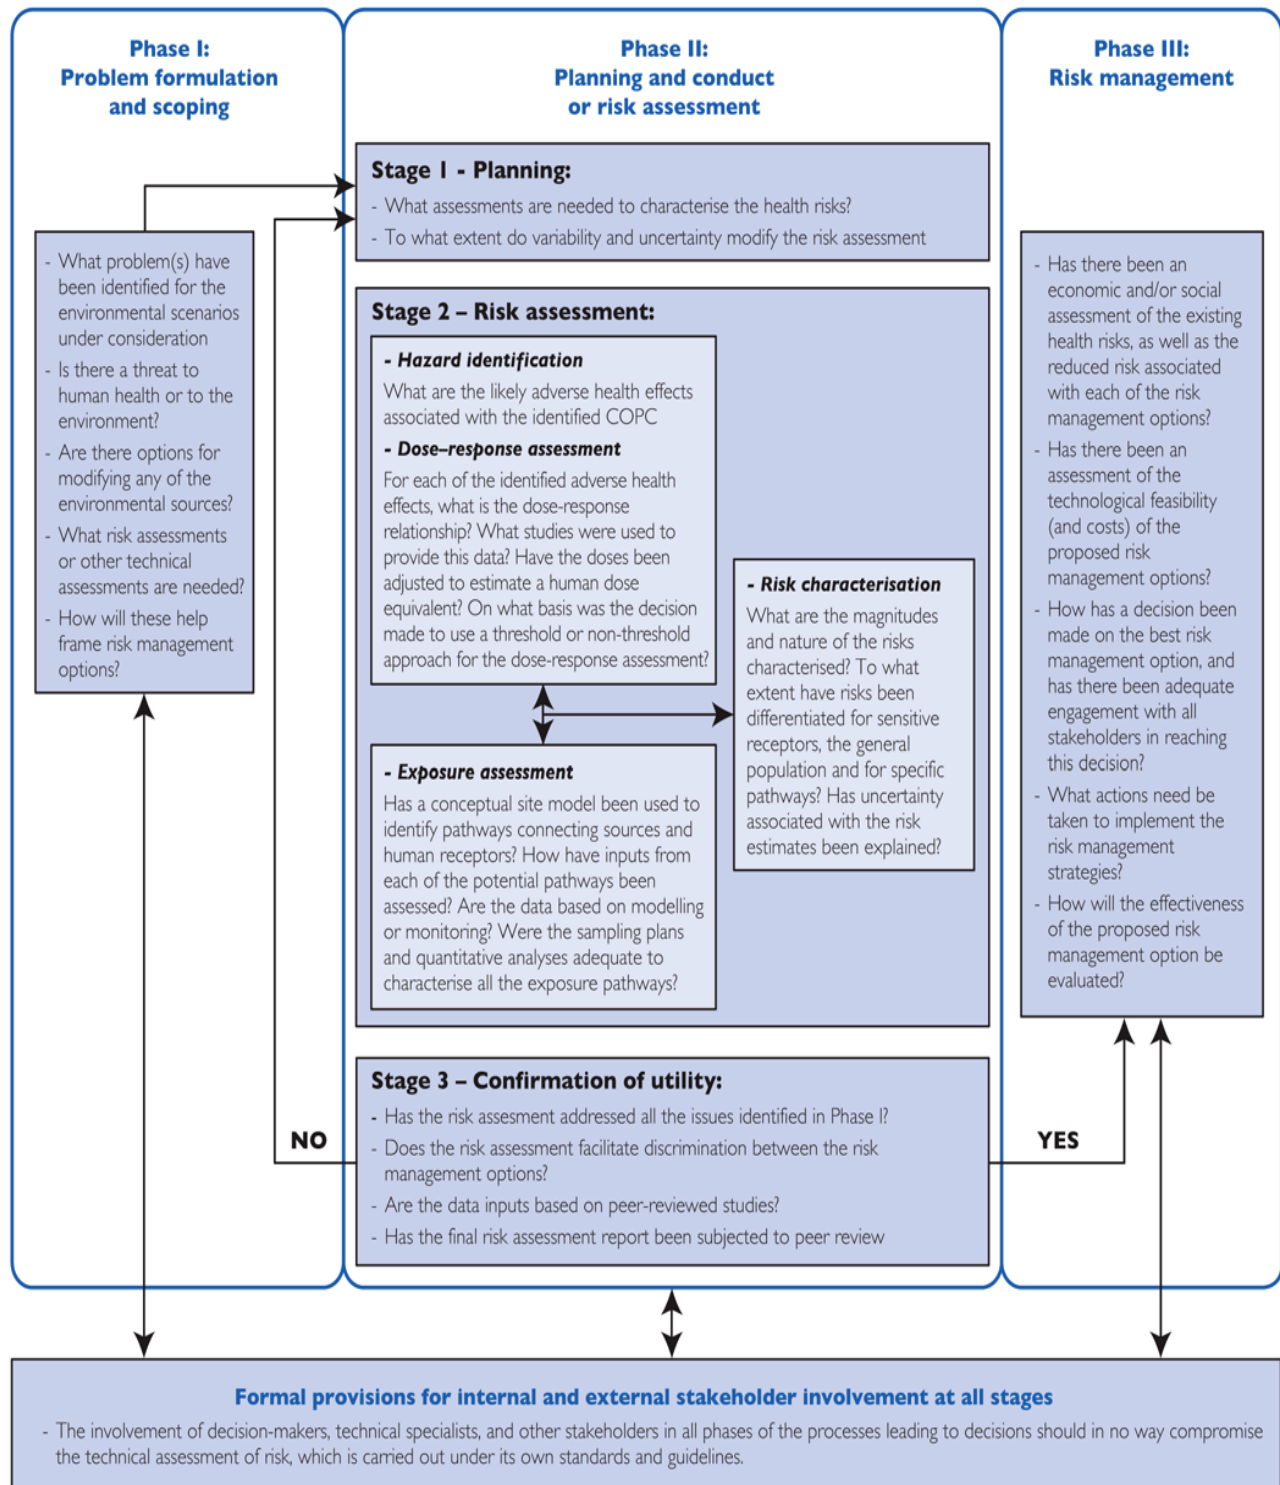 Phase I:
Problem formulation
and scoping
Phase II:
Planning and conduct
or risk assessment
Phase III:
Risk management
- What problem(s) have
been identified for the
environmental scenarios
under consideration
- Is there a threat to
human health or to the
environment?
- Are there options for
modifying any of the
environmental sources?
- What risk assessments
or other technical
assessments are needed?
- How will these help
frame risk management
options?
Stage 1 - Planning:
- What assessments are needed to characterise the health risks?
- To what extent do variability and uncertainty modify the risk assessment
Stage 2 – Risk assessment:
- Hazard identification
What are the likely adverse health effects
associated with the identified COPC
- Dose–response assessment
For each of the identified adverse health
effects, what is the dose-response
relationship? What studies were used to
provide this data? Have the doses been
adjusted to estimate a human dose
equivalent? On what basis was the decision
made to use a threshold or non-threshold
approach for the dose-response assessment?
- Exposure assessment
Has a conceptual site model been used to
identify pathways connecting sources and
human receptors? How have inputs from
each of the potential pathways been
assessed? Are the data based on modelling
or monitoring? Were the sampling plans
and quantitative analyses adequate to
characterise all the exposure pathways?
- Risk characterisation
What are the magnitudes
and nature of the risks
characterised? To what
extent have risks been
differentiated for sensitive
receptors, the general
population and for specific
pathways? Has uncertainty
associated with the risk
estimates been explained?
Stage 3 – Confirmation of utility:
- Has the risk assesment addressed all the issues identified in Phase I?
- Does the risk assessment facilitate discrimination between the risk
management options?
- Are the data inputs based on peer-reviewed studies?
- Has the final risk assessment report been subjected to peer review
NO
YES
- Has there been an
economic and/or social
assessment of the existing
health risks, as well as the
reduced risk associated
with each of the risk
management options?
- Has there been an
assessment of the
technological feasibility
(and costs) of the
proposed risk
management options?
- How has a decision been
made on the best risk
management option, and
has there been adequate
engagement with all
stakeholders in reaching
this decision?
- What actions need be
taken to implement the
risk management
strategies?
- How will the effectiveness
of the proposed risk
management option be
evaluated?
Formal provisions for internal and external stakeholder involvement at all stages
- The involvement of decision-makers, technical specialists, and other stakeholders in all phases of the processes leading to decisions should in no way compromise
the technical assessment of risk, which is carried out under its own standards and guidelines.